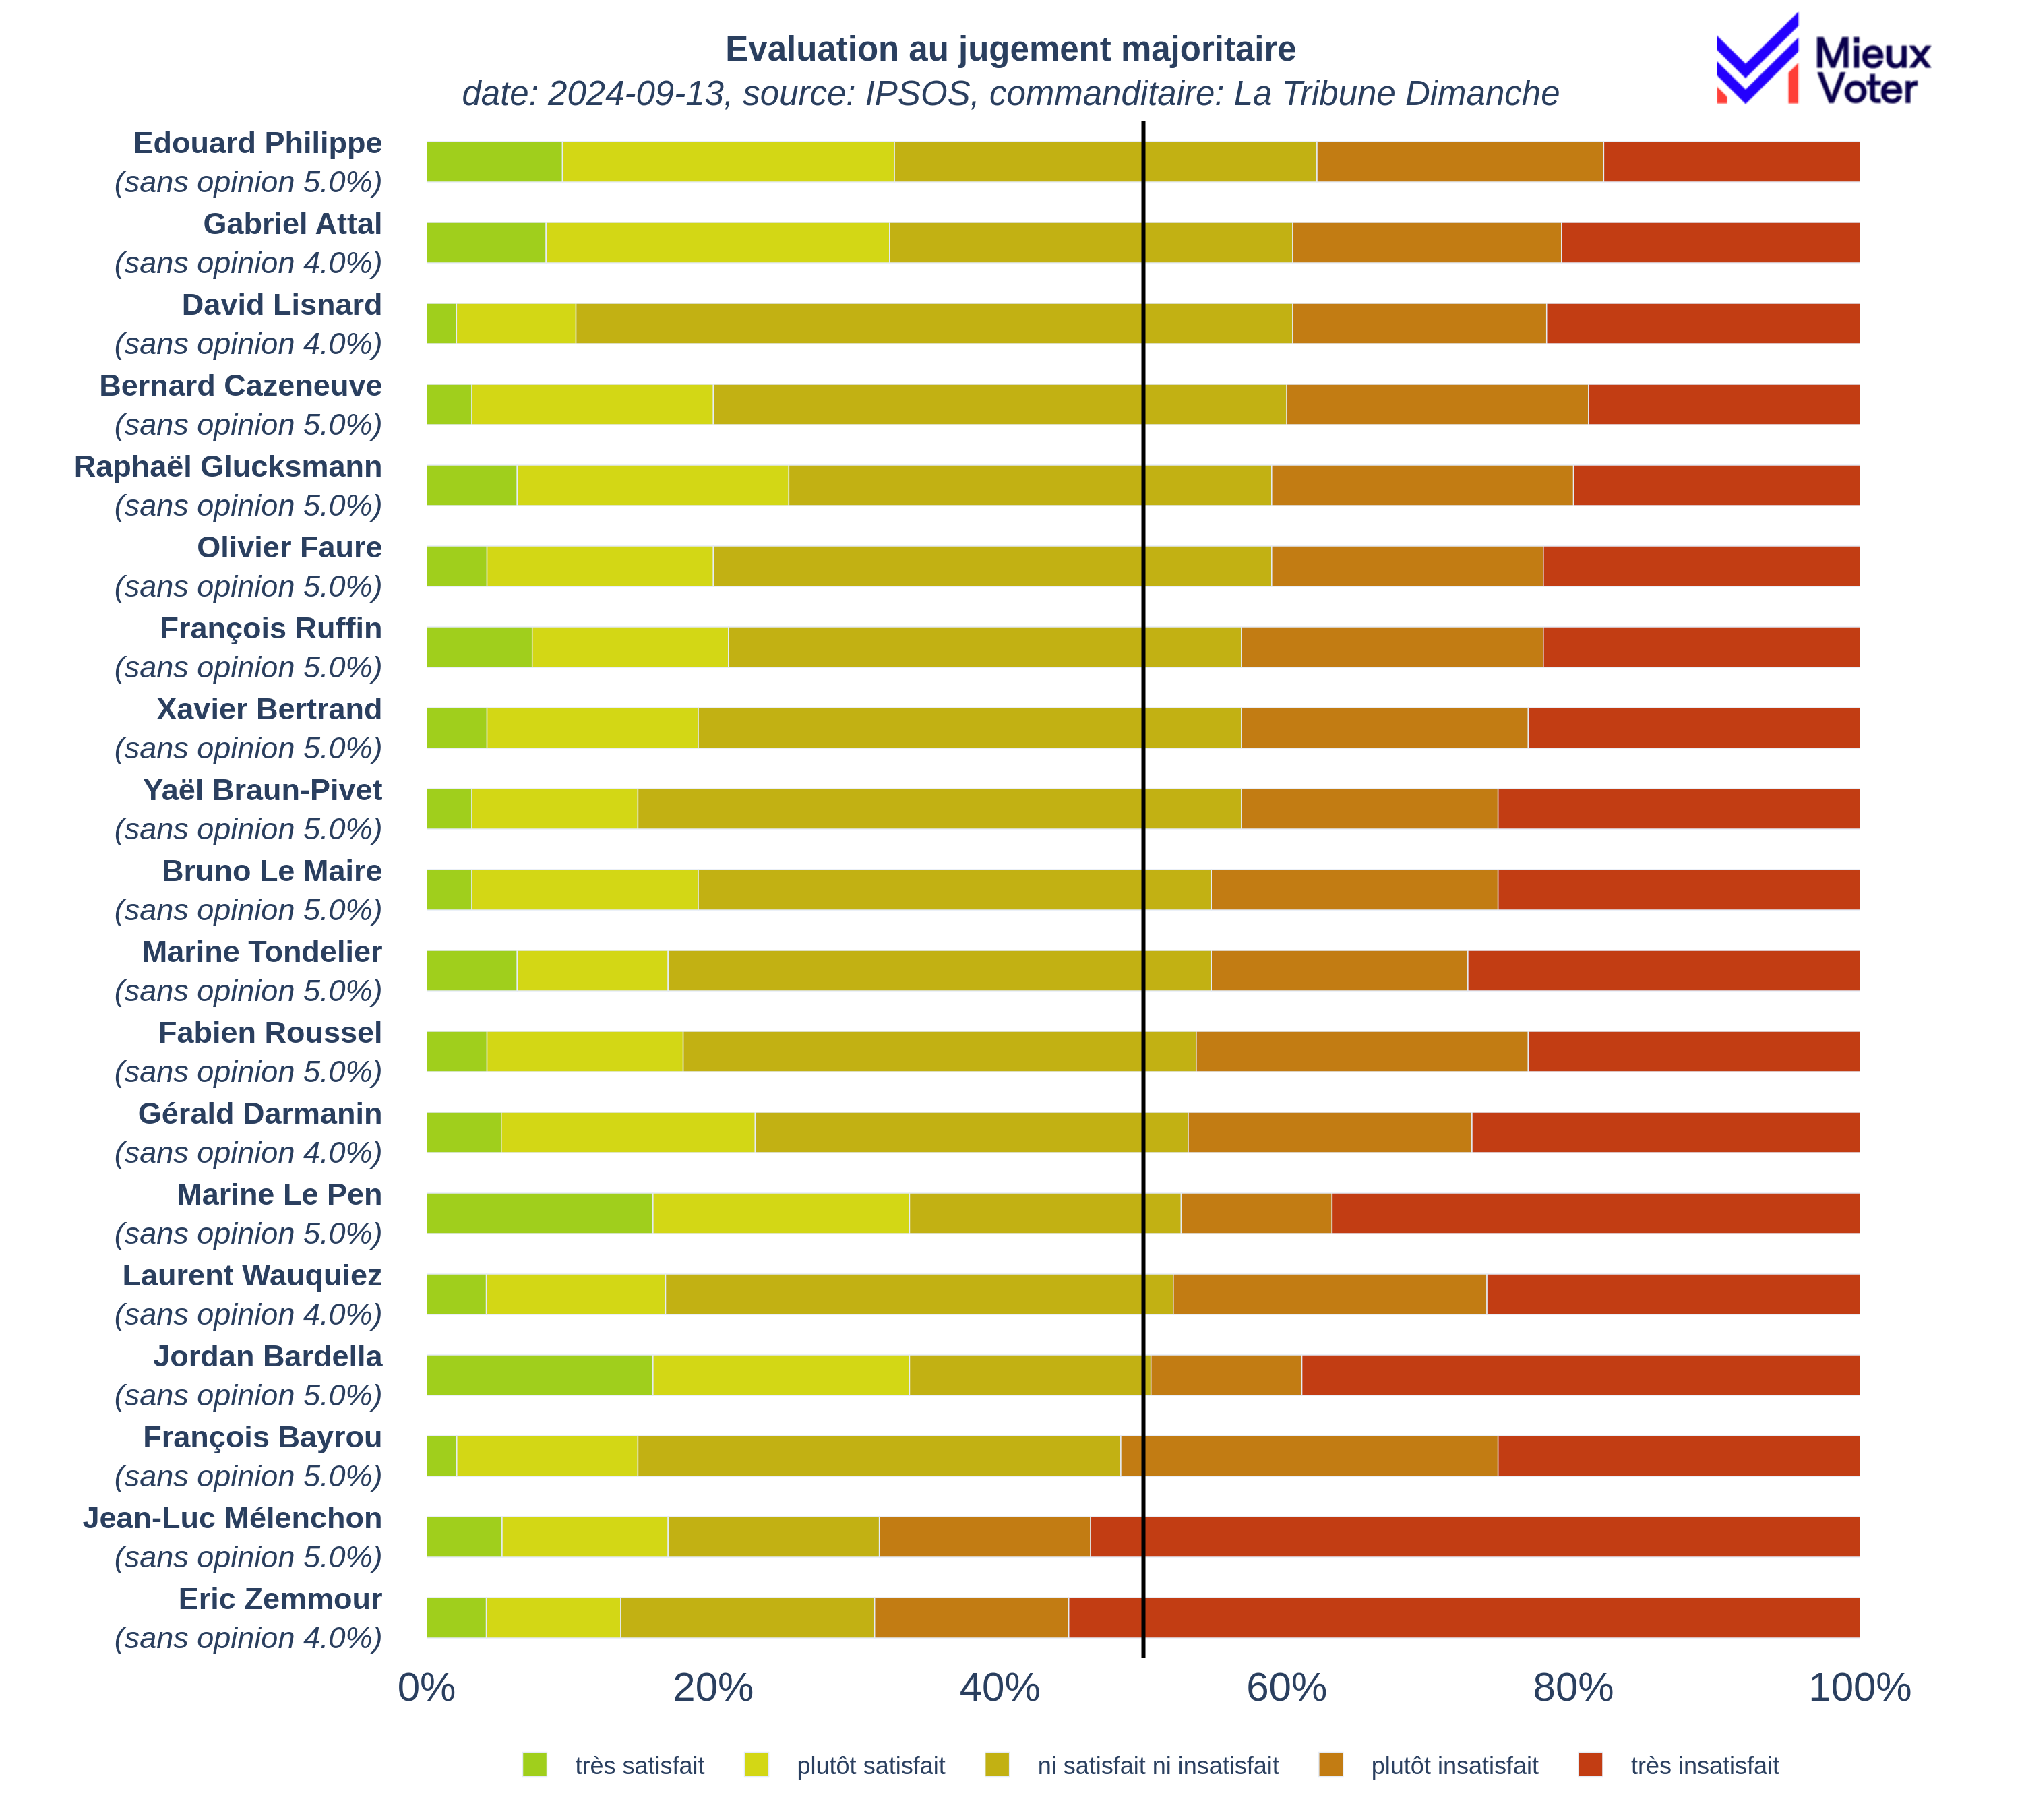 Evaluation au jugement majoritaire
date: 2024-09-13, source: IPSOS, commanditaire: La Tribune Dimanche
Mieux
Voter
Edouard Philippe
(sans opinion 5.0%)
Gabriel Attal
(sans opinion 4.0%)
David Lisnard
(sans opinion 4.0%)
Bernard Cazeneuve
(sans opinion 5.0%)
Raphaël Glucksmann
(sans opinion 5.0%)
Olivier Faure
(sans opinion 5.0%)
François Ruffin
(sans opinion 5.0%)
Xavier Bertrand
(sans opinion 5.0%)
Yaël Braun-Pivet
(sans opinion 5.0%)
Bruno Le Maire
(sans opinion 5.0%)
Marine Tondelier
(sans opinion 5.0%)
Fabien Roussel
(sans opinion 5.0%)
Gérald Darmanin
(sans opinion 4.0%)
Marine Le Pen
(sans opinion 5.0%)
Laurent Wauquiez
(sans opinion 4.0%)
Jordan Bardella
(sans opinion 5.0%)
François Bayrou
(sans opinion 5.0%)
Jean-Luc Mélenchon
(sans opinion 5.0%)
Eric Zemmour
(sans opinion 4.0%)
0% 20% 40% 60% 80% 100%
très satisfait plutôt satisfait ni satisfait ni insatisfait plutôt insatisfait très insatisfait